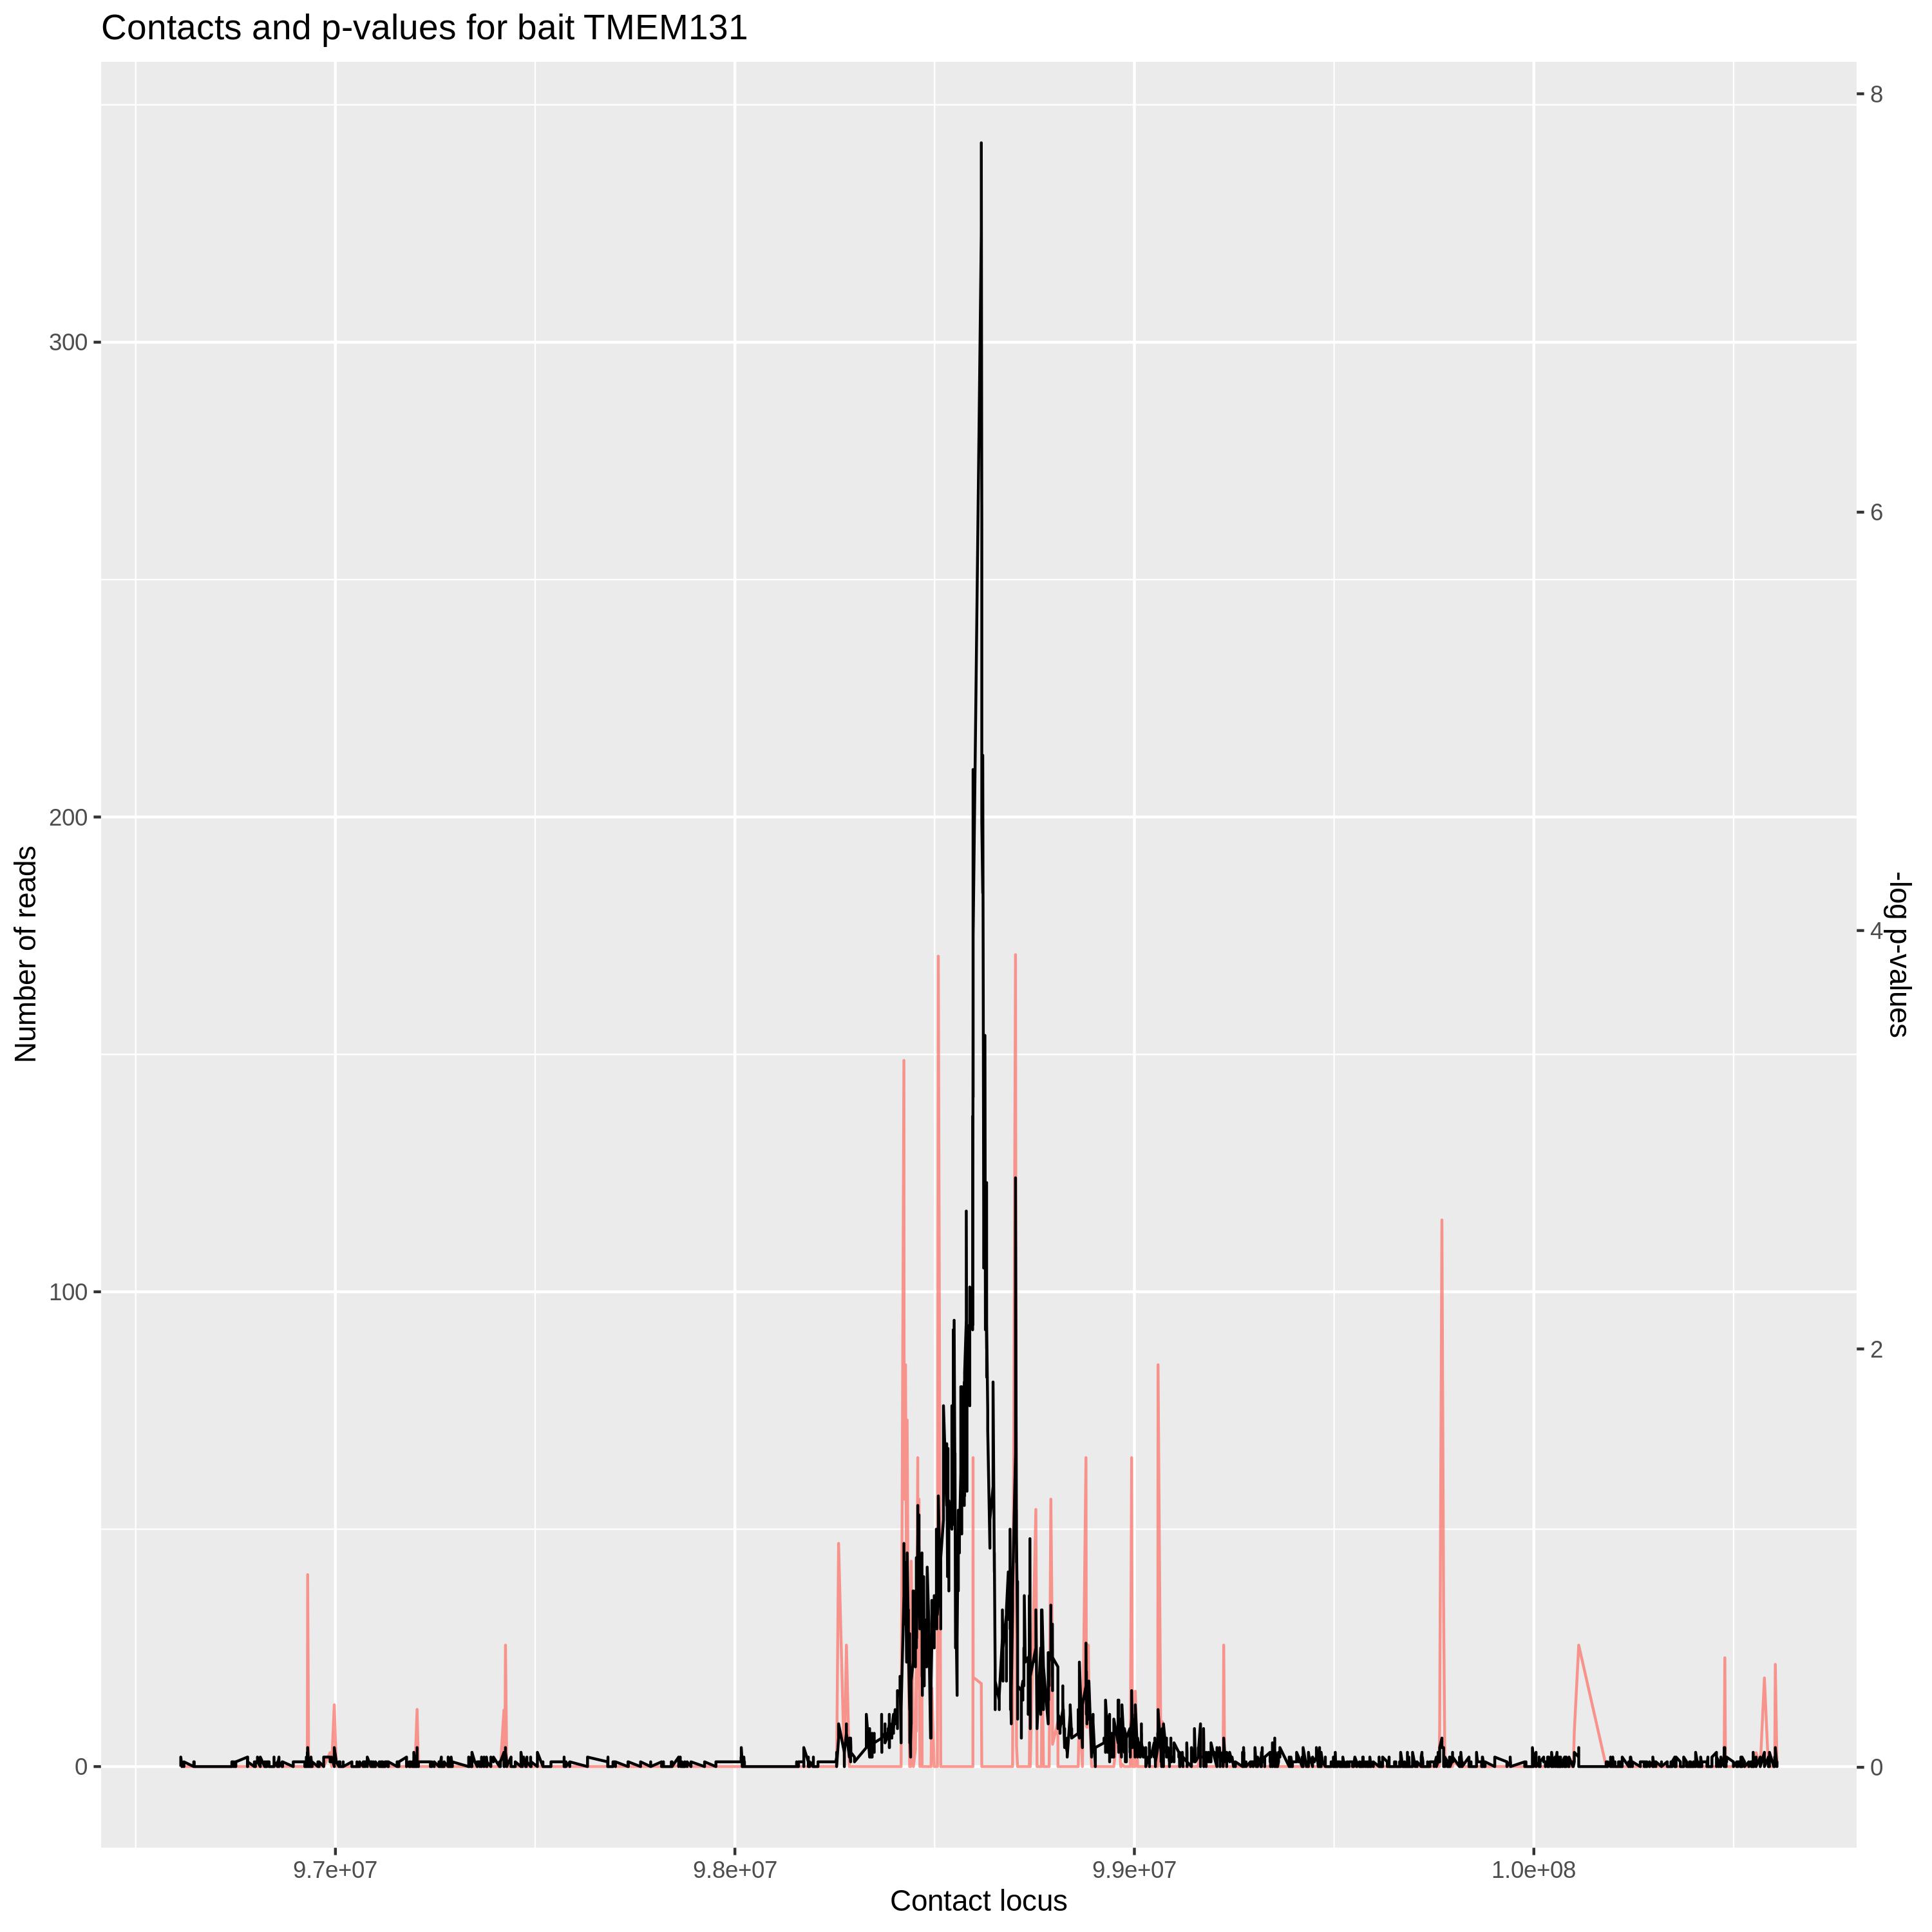 Contacts and p-values for bait TMEM131
Number of reads
300
200
100
0
8
6
4
2
0
-log p-values
9.7e+07
9.8e+07
9.9e+07
1.0e+08
Contact locus